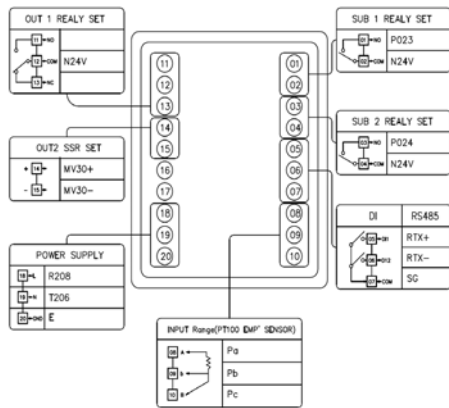 OUT 1 REALY SET
11 NO
12 COM N24V
13 NC
SUB 1 REALY SET
01 NO P023
02 COM N24V
11
12
13
14
15
16
17
18
19
20
01
02
03
04
05
06
07
08
09
10
OUT2 SSR SET
+ 14 MV30+
- 15 MV30-
SUB 2 REALY SET
03 NO P024
04 COM N24V
DI RS485
05 DI1 RTX+
06 DI2 RTX-
07 COM SG
POWER SUPPLY
18 L R208
19 N T206
20 GND E
INPUT Range(PT100 EMP' SENSOR)
08 A Pa
09 b Pb
10 B Pc